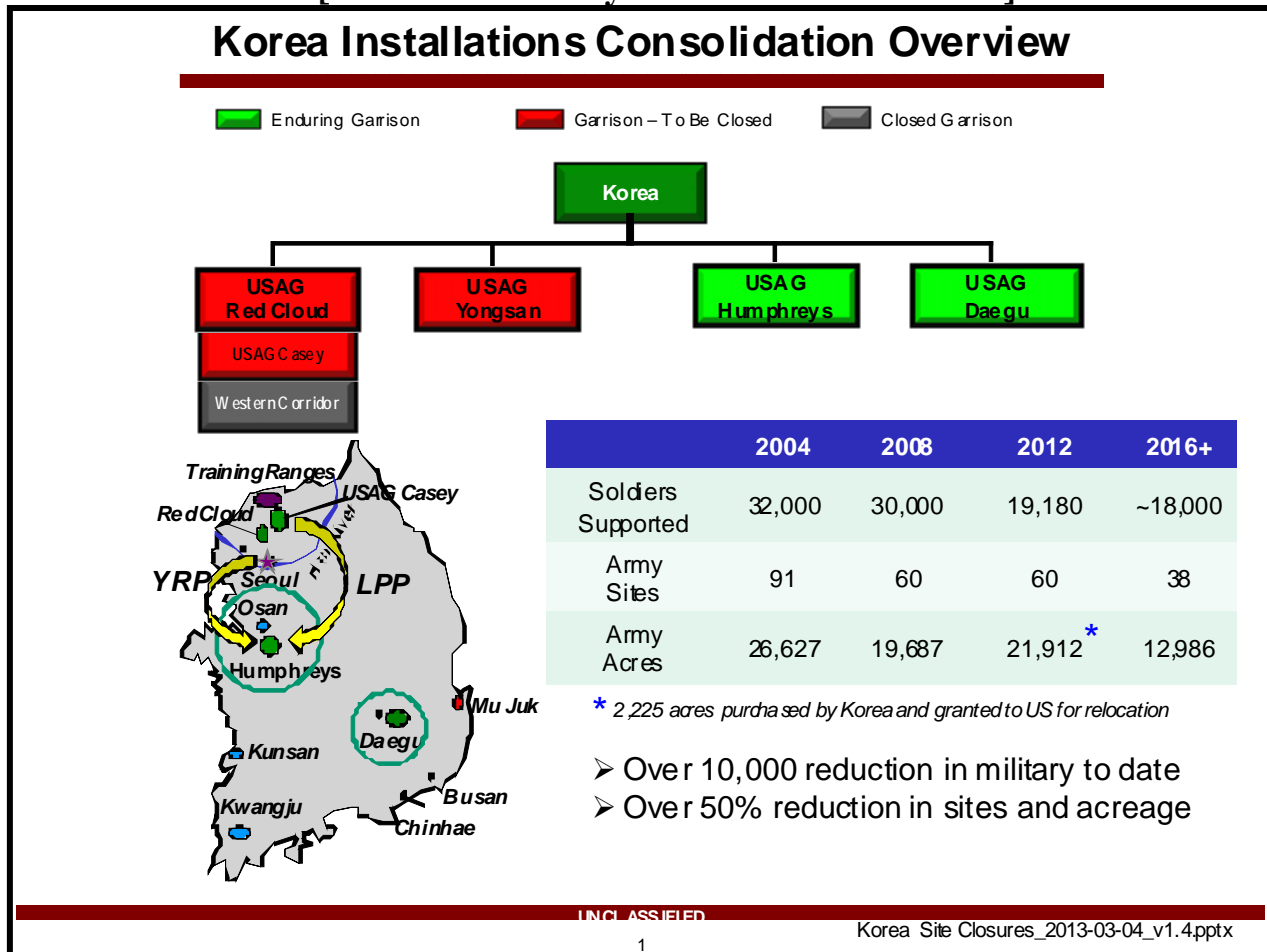 Korea Installations Consolidation Overview
Enduring Garrison
Garrison – To Be Closed
Closed Garrison
Korea
USAG
Red Cloud
USAG
Yongsan
USAG
Humphreys
USAG
Daegu
USAG Casey
Western Corridor
Training Ranges
USAG Casey
Red Cloud
YRP
Seoul
LPP
Osan
Humphreys
Mu Juk
Daegu
Kunsan
Busan
Kwangju
Chinhae
2004 2008 2012 2016+
Soldiers
Supported
32,000 30,000 19,180 ~18,000
Army
Sites
91 60 60 38
Army
Acres
26,627 19,687 21,912 * 12,986
* 2,225 acres purchased by Korea and granted to US for relocation
➢ Over 10,000 reduction in military to date
➢ Over 50% reduction in sites and acreage
UNCLASSIFIED
1
Korea Site Closures_2013-03-04_v1.4.pptx